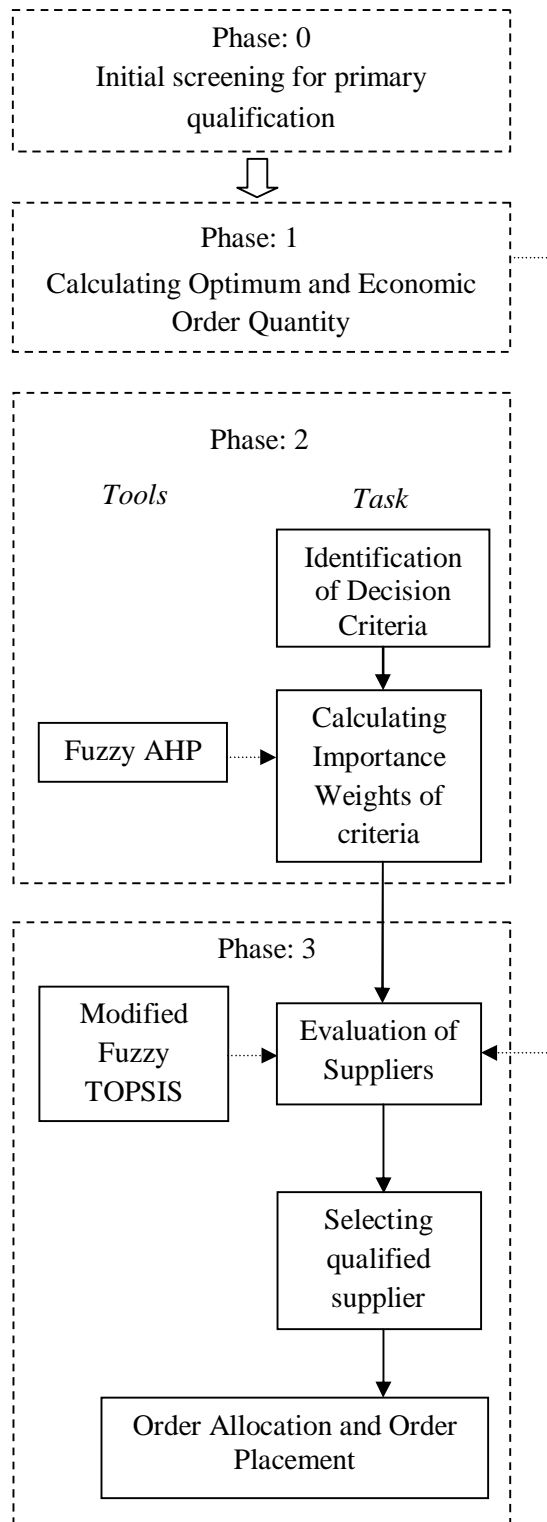 Phase: 0
Initial screening for primary
qualification
Phase: 1
Calculating Optimum and Economic
Order Quantity
Phase: 2
Tools
Task
Identification
of Decision
Criteria
Fuzzy AHP
Calculating
Importance
Weights of
criteria
Phase: 3
Modified
Fuzzy
TOPSIS
Evaluation of
Suppliers
Selecting
qualified
supplier
Order Allocation and Order
Placement